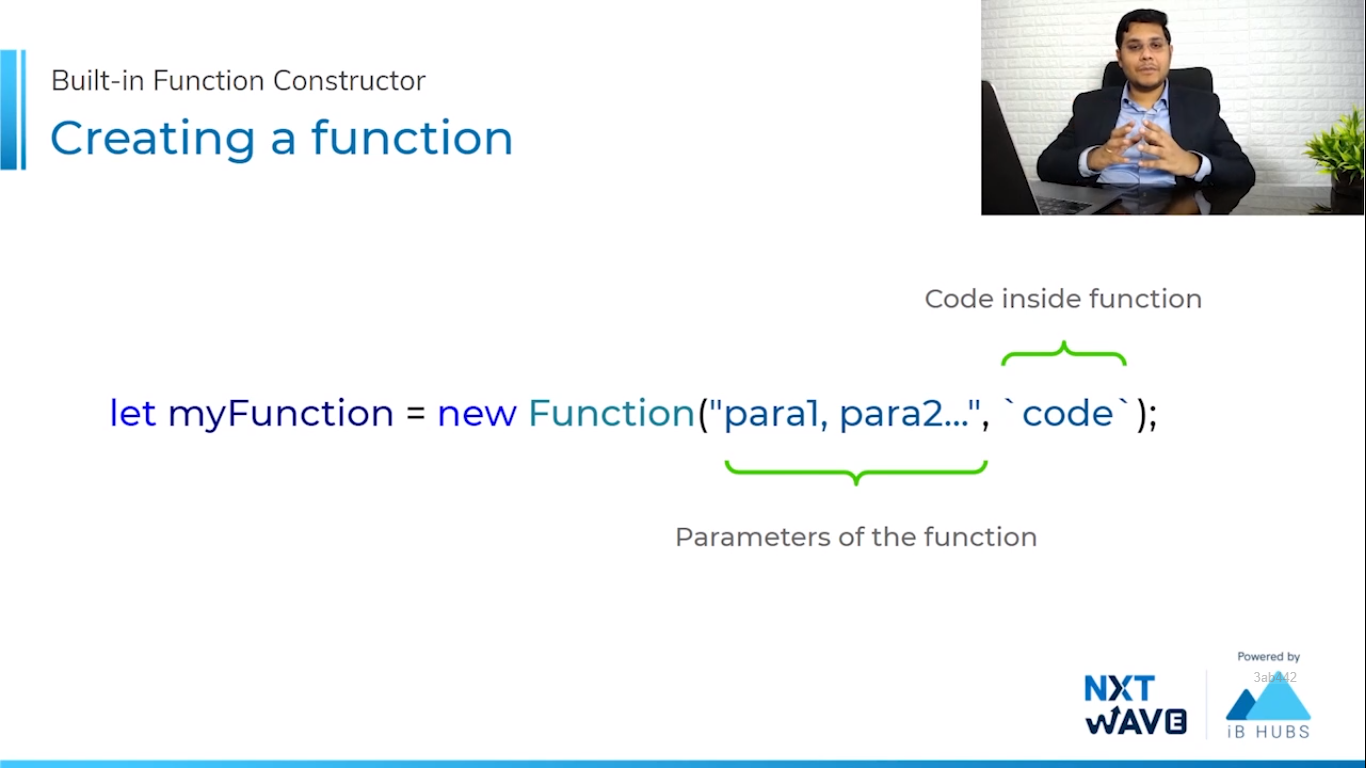 Built-in Function Constructor
Creating a function
Code inside function
let myFunction = new Function("para1, para2...", `code`);
Parameters of the function
Powered by
3ab442
NXT
WAVE
iB HUBS